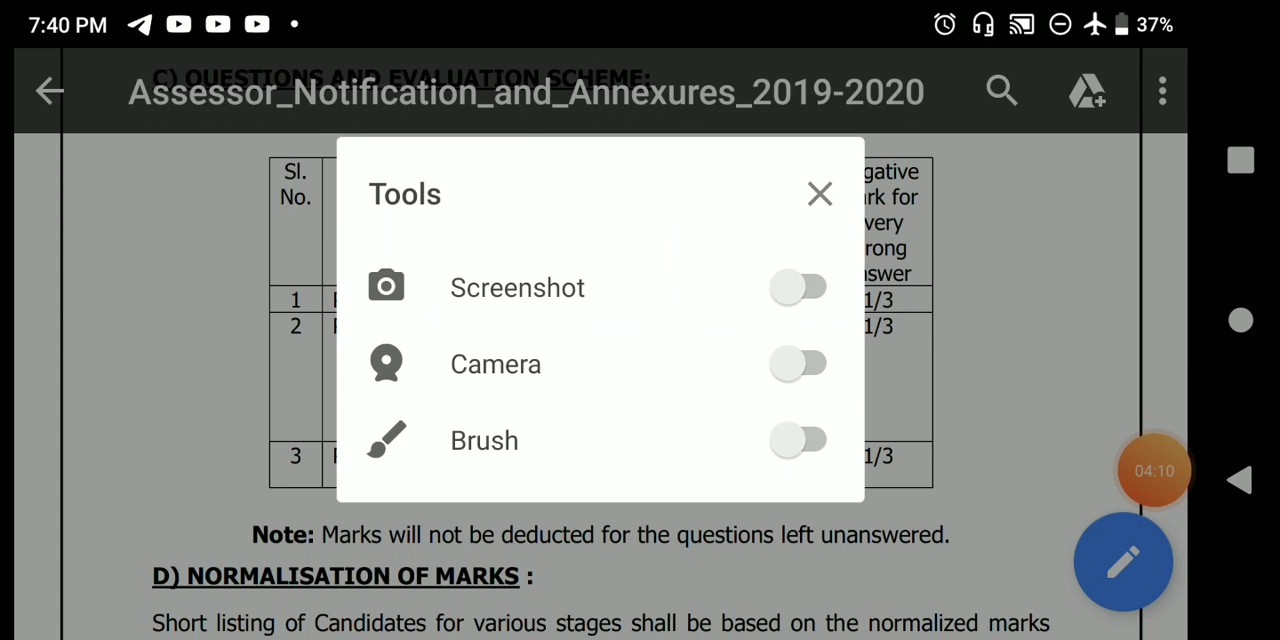 7:40 PM
37%
C) QUESTIONS AND EVALUATION SCHEME:
Assessor_Notification_and_Annexures_2019-2020
Sl.
No.
gative
rk for
very
rong
swer
Tools
Screenshot
Camera
Brush
1
1/3
2
1/3
3
1/3
04:10
Note: Marks will not be deducted for the questions left unanswered.
D) NORMALISATION OF MARKS :
Short listing of Candidates for various stages shall be based on the normalized marks